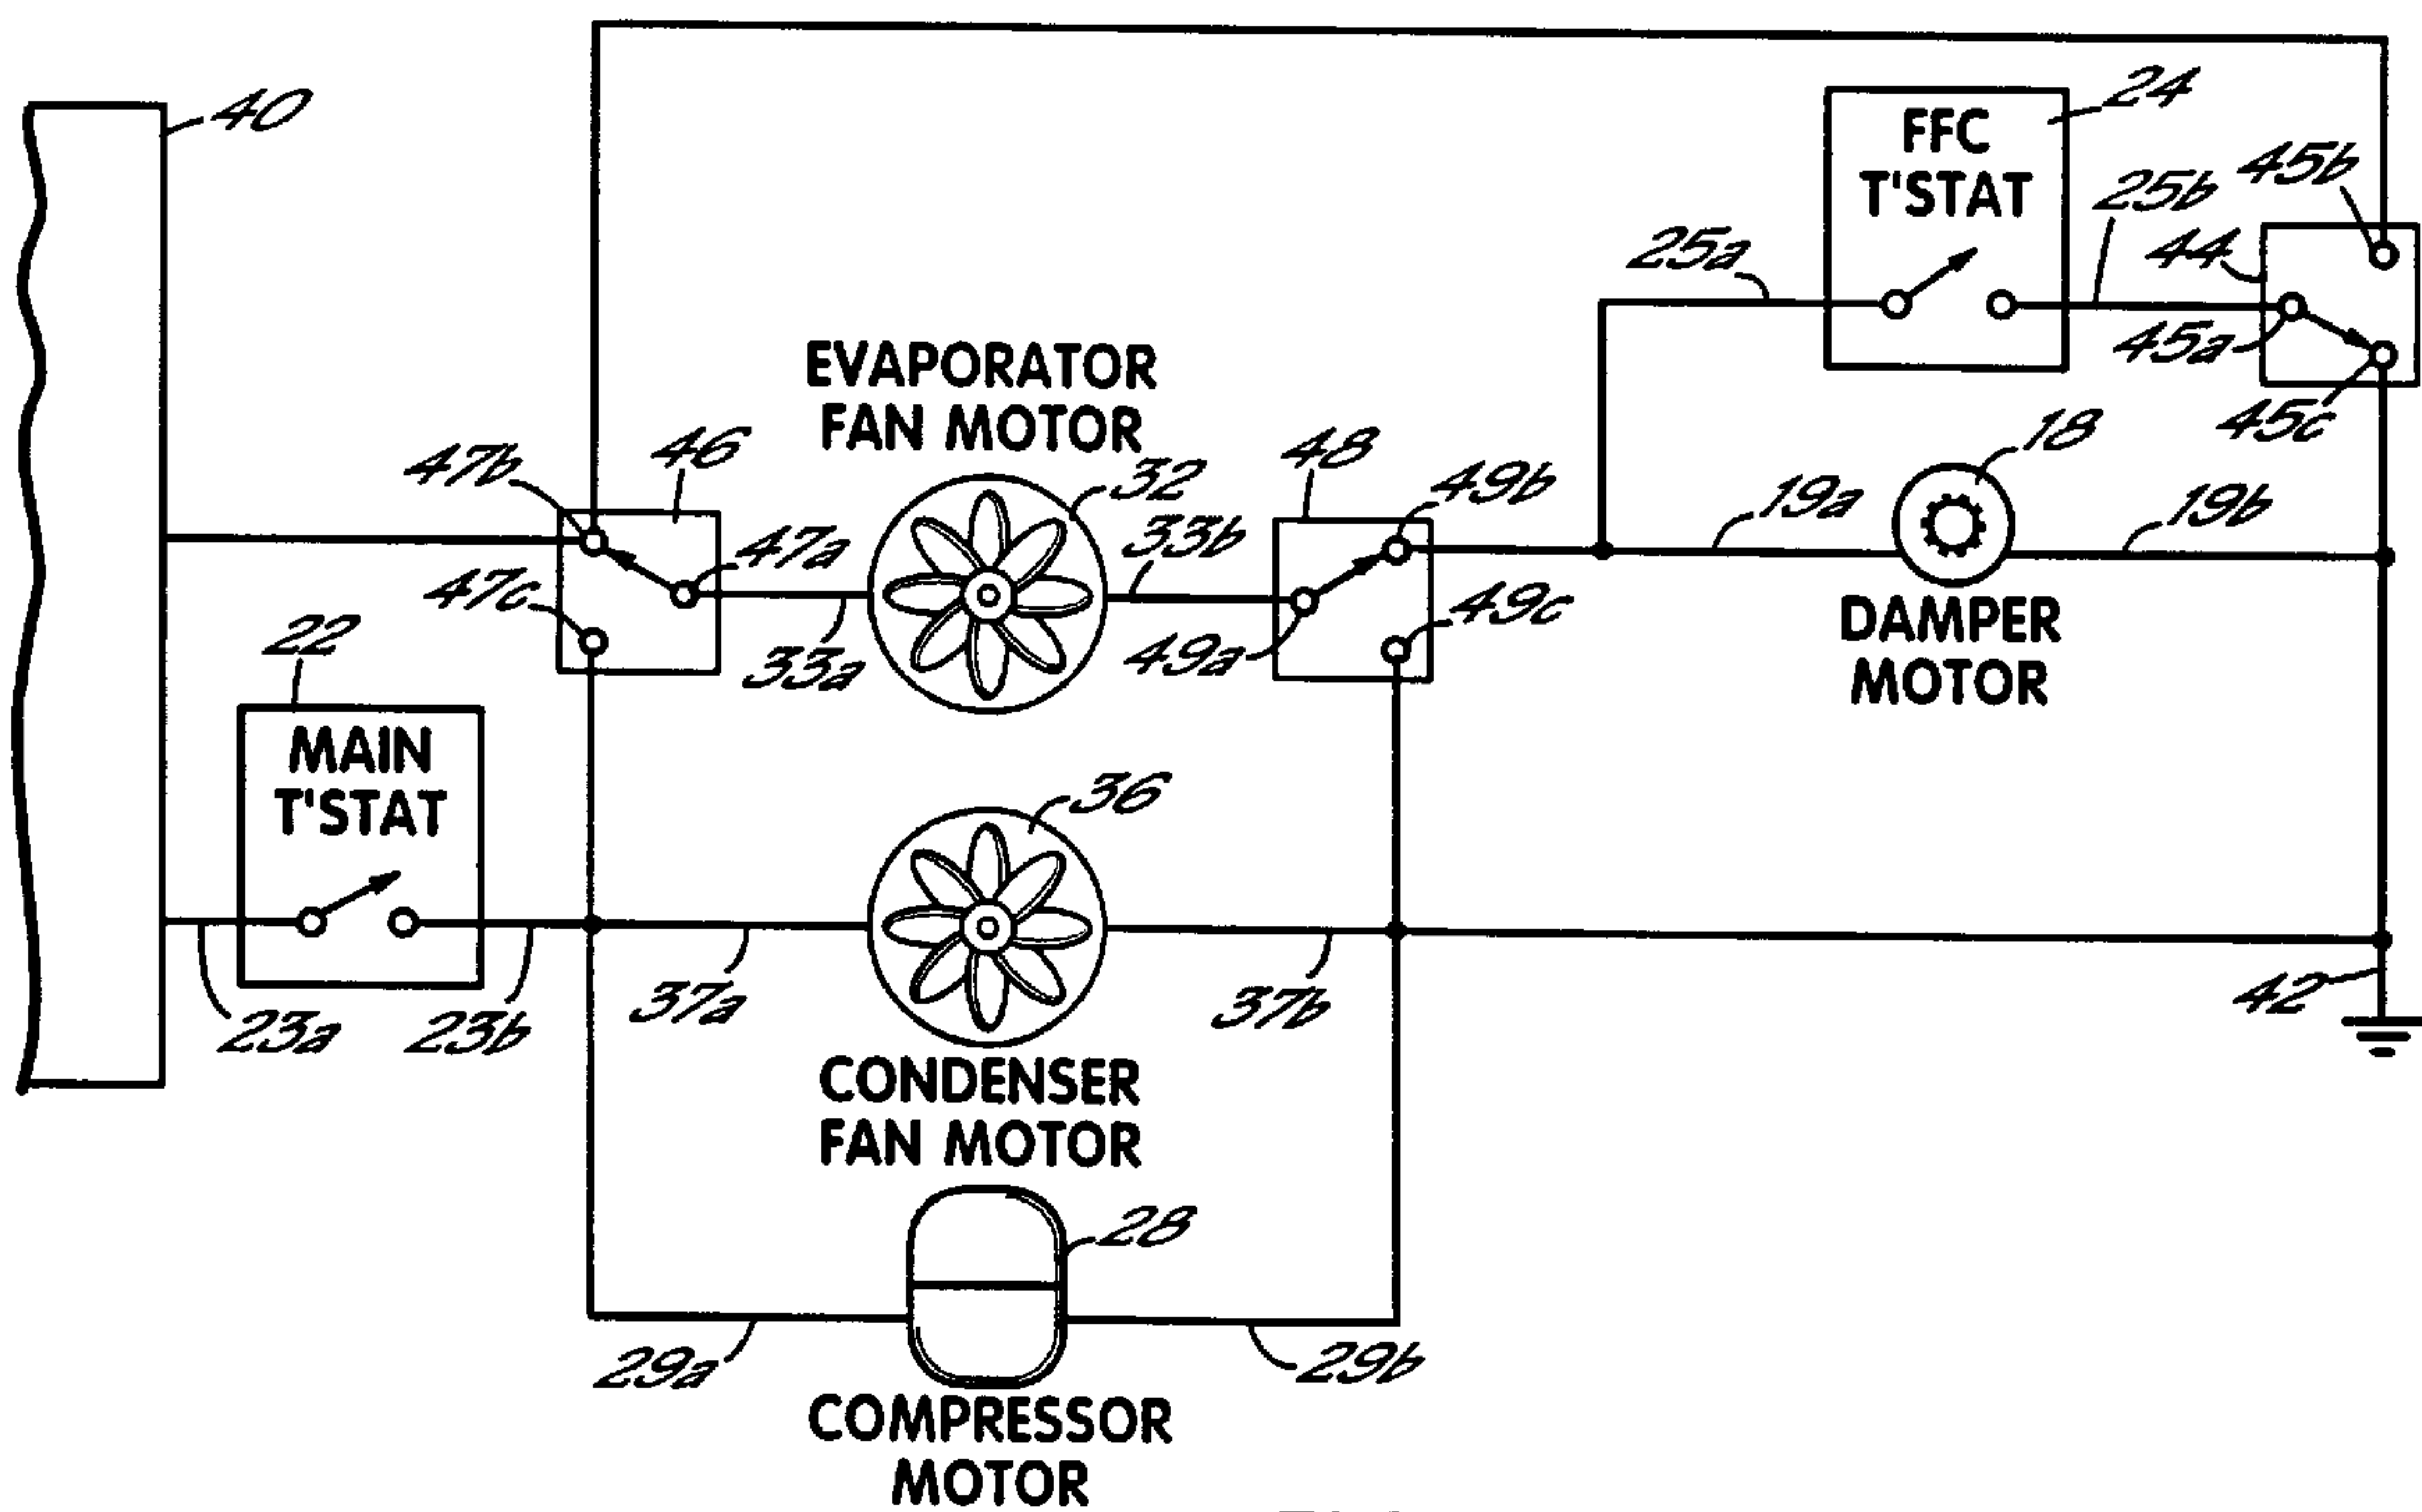 40
24
FFC
T'STAT
45b
25b
44
25a
45a
45c
EVAPORATOR
FAN MOTOR
47b
46
32
48
49b
18
19a
19b
33b
47a
47c
49c
49a
33a
DAMPER
MOTOR
22
MAIN
T'STAT
36
37a
37b
42
23a
23b
CONDENSER
FAN MOTOR
28
29a
29b
COMPRESSOR
MOTOR